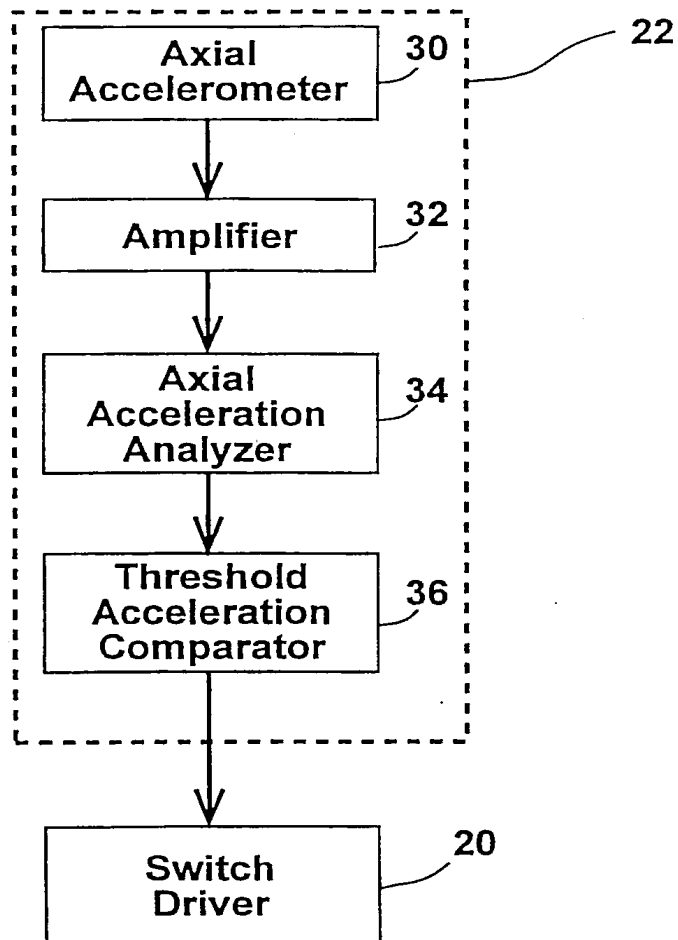 Axial
Accelerometer
30
22
Amplifier
32
Axial
Acceleration
Analyzer
34
Threshold
Acceleration
Comparator
36
Switch
Driver
20